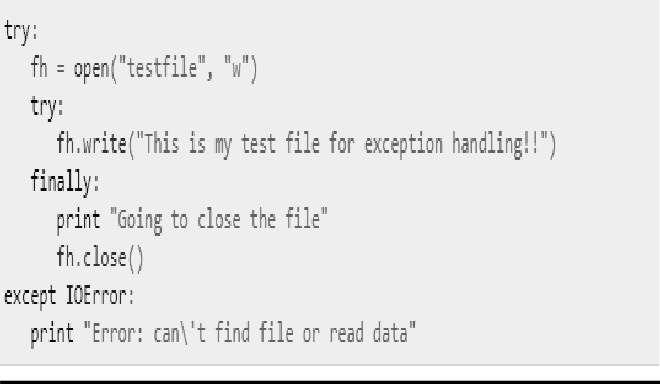 try:
   fh = open("testfile", "w")
   try:
      fh.write("This is my test file for exception handling!!")
   finally:
      print "Going to close the file"
      fh.close()
except IOError:
   print "Error: can\'t find file or read data"